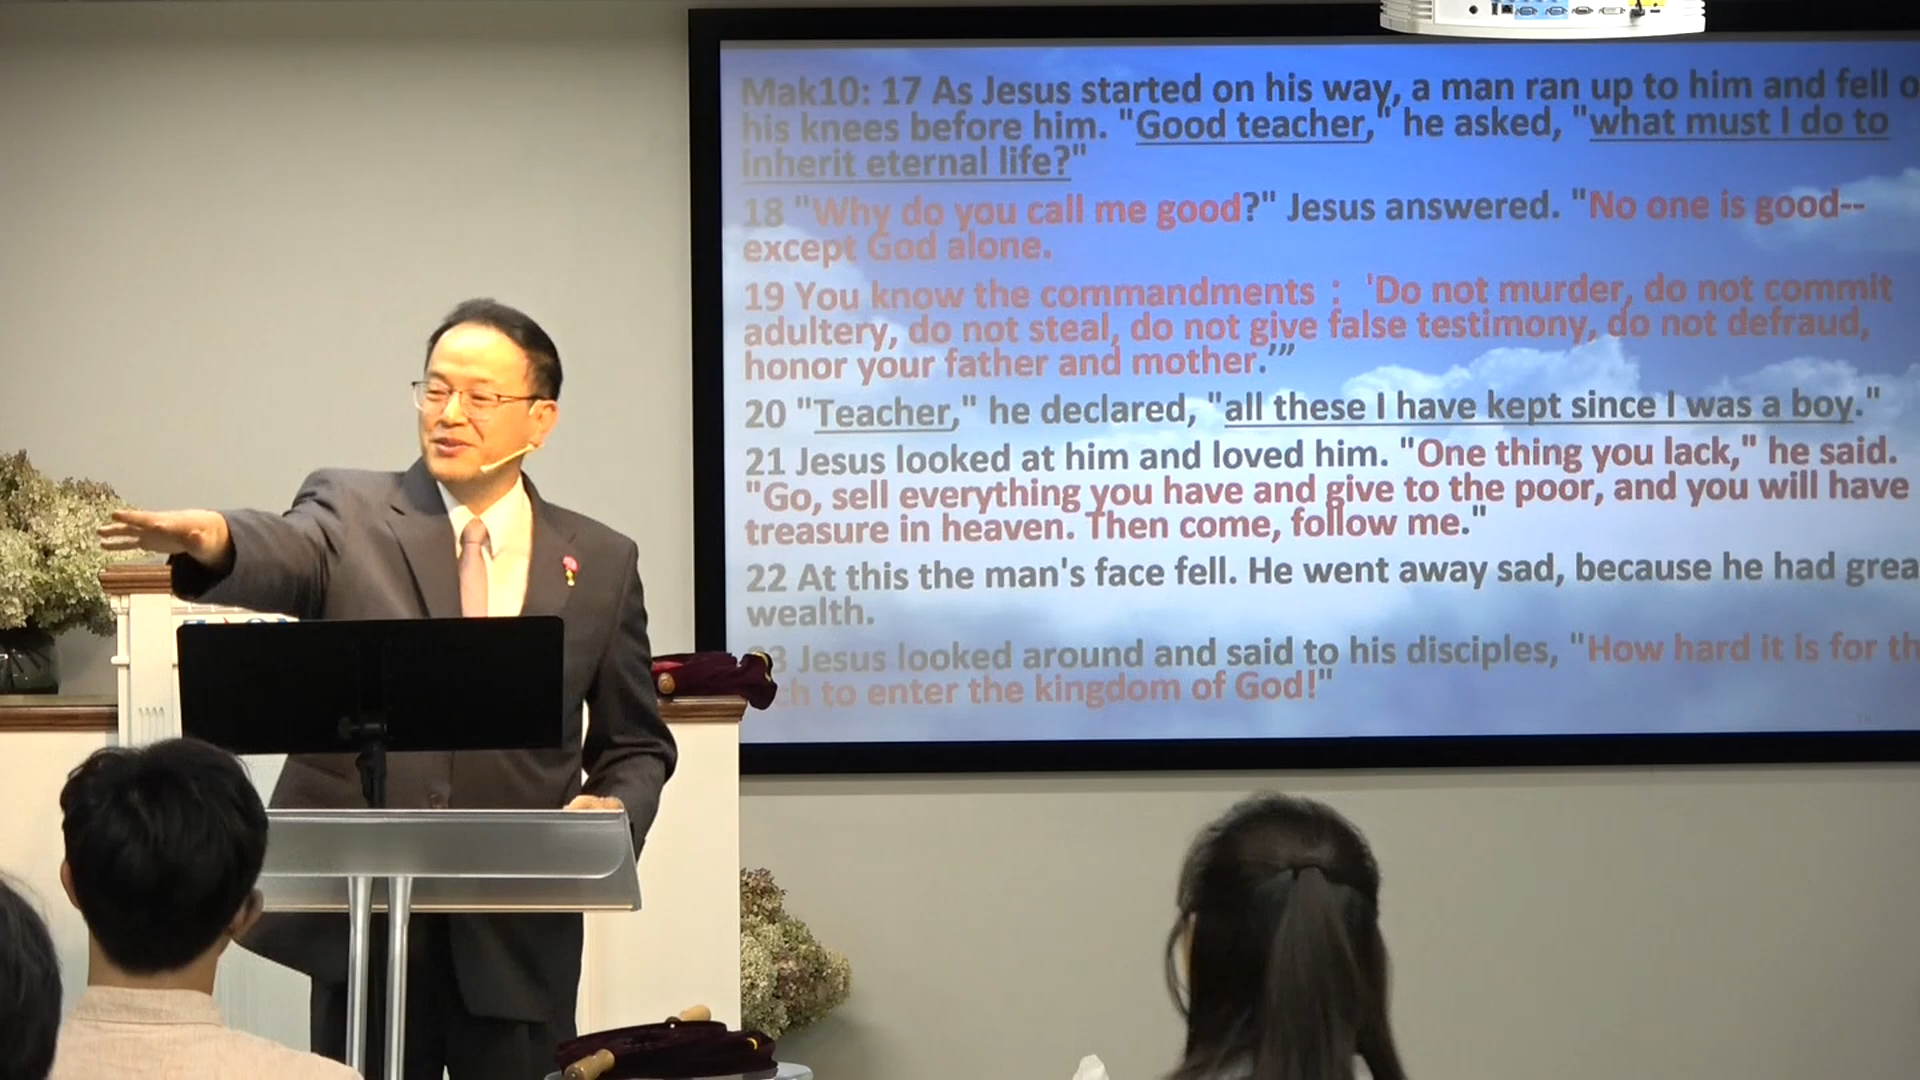 Mak10: 17 As Jesus started on his way, a man ran up to him and fell
his knees before him. "Good teacher," he asked, "what must I do to
inherit eternal life?"
18 "Why do you call me good?" Jesus answered. "No one is good--
except God alone.
19 You know the commandments : 'Do not murder, do not commit
adultery, do not steal, do not give false testimony, do not defraud,
honor your father and mother.'"
20 "Teacher," he declared, "all these I have kept since I was a boy."
21 Jesus looked at him and loved him. "One thing you lack," he said.
"Go, sell everything you have and give to the poor, and you will have
treasure in heaven. Then come, follow me."
22 At this the man's face fell. He went away sad, because he had grea
wealth.
3 Jesus looked around and said to his disciples, "How hard it is for th
ch to enter the kingdom of God!"